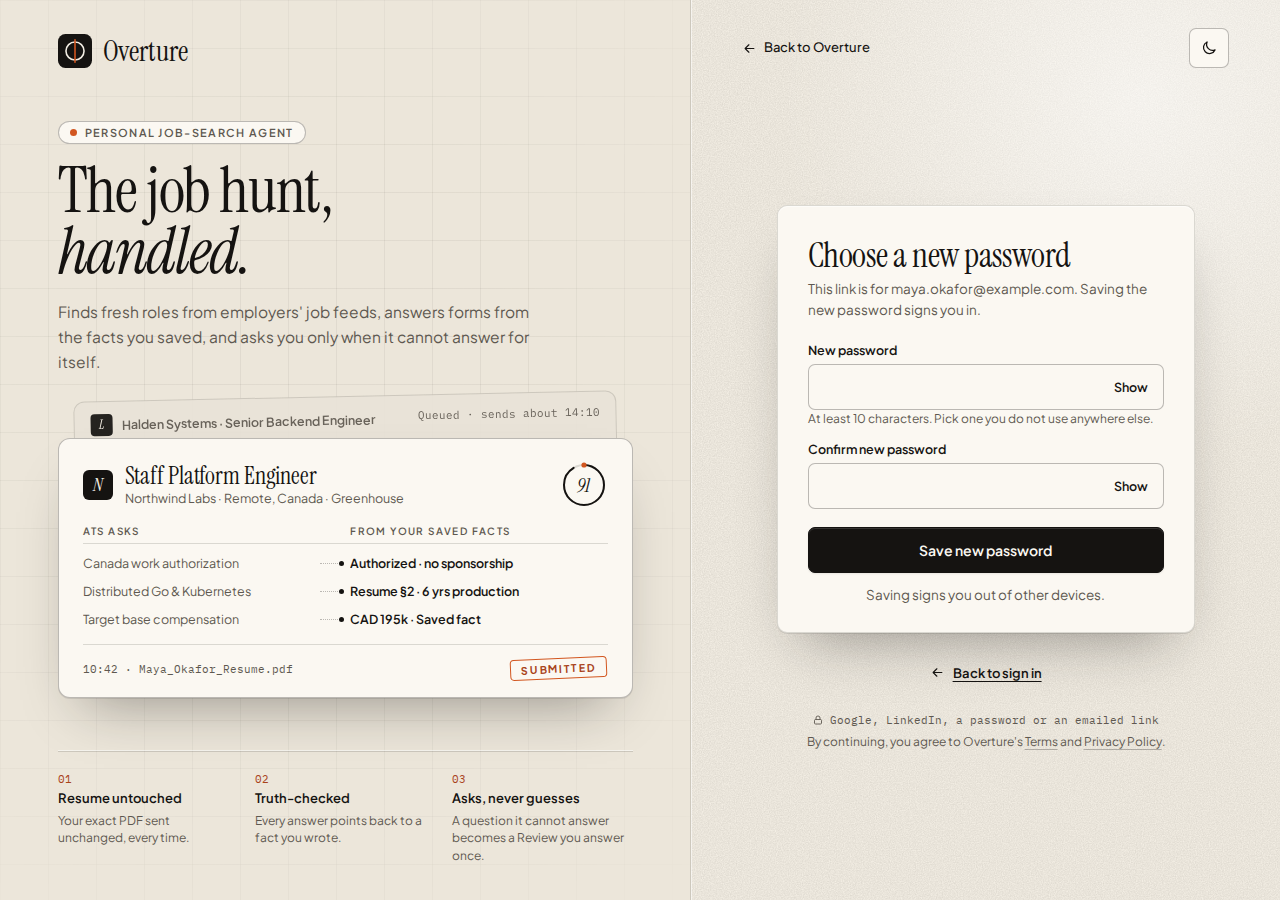 Overture
PERSONAL JOB-SEARCH AGENT
The job hunt,
handled.
Finds fresh roles from employers' job feeds, answers forms from
the facts you saved, and asks you only when it cannot answer for
itself.
L
Halden Systems · Senior Backend Engineer
Queued · sends about 14:10
N
Staff Platform Engineer
Northwind Labs · Remote, Canada · Greenhouse
91
ATS ASKS
FROM YOUR SAVED FACTS
Canada work authorization
Authorized · no sponsorship
Distributed Go & Kubernetes
Resume §2 · 6 yrs production
Target base compensation
CAD 195k · Saved fact
10:42 · Maya_Okafor_Resume.pdf
SUBMITTED
01
Resume untouched
Your exact PDF sent
unchanged, every time.
02
Truth-checked
Every answer points back to a
fact you wrote.
03
Asks, never guesses
A question it cannot answer
becomes a Review you answer
once.
← Back to Overture
Choose a new password
This link is for maya.okafor@example.com. Saving the
new password signs you in.
New password
Show
At least 10 characters. Pick one you do not use anywhere else.
Confirm new password
Show
Save new password
Saving signs you out of other devices.
← Back to sign in
Google, LinkedIn, a password or an emailed link
By continuing, you agree to Overture's Terms and Privacy Policy.